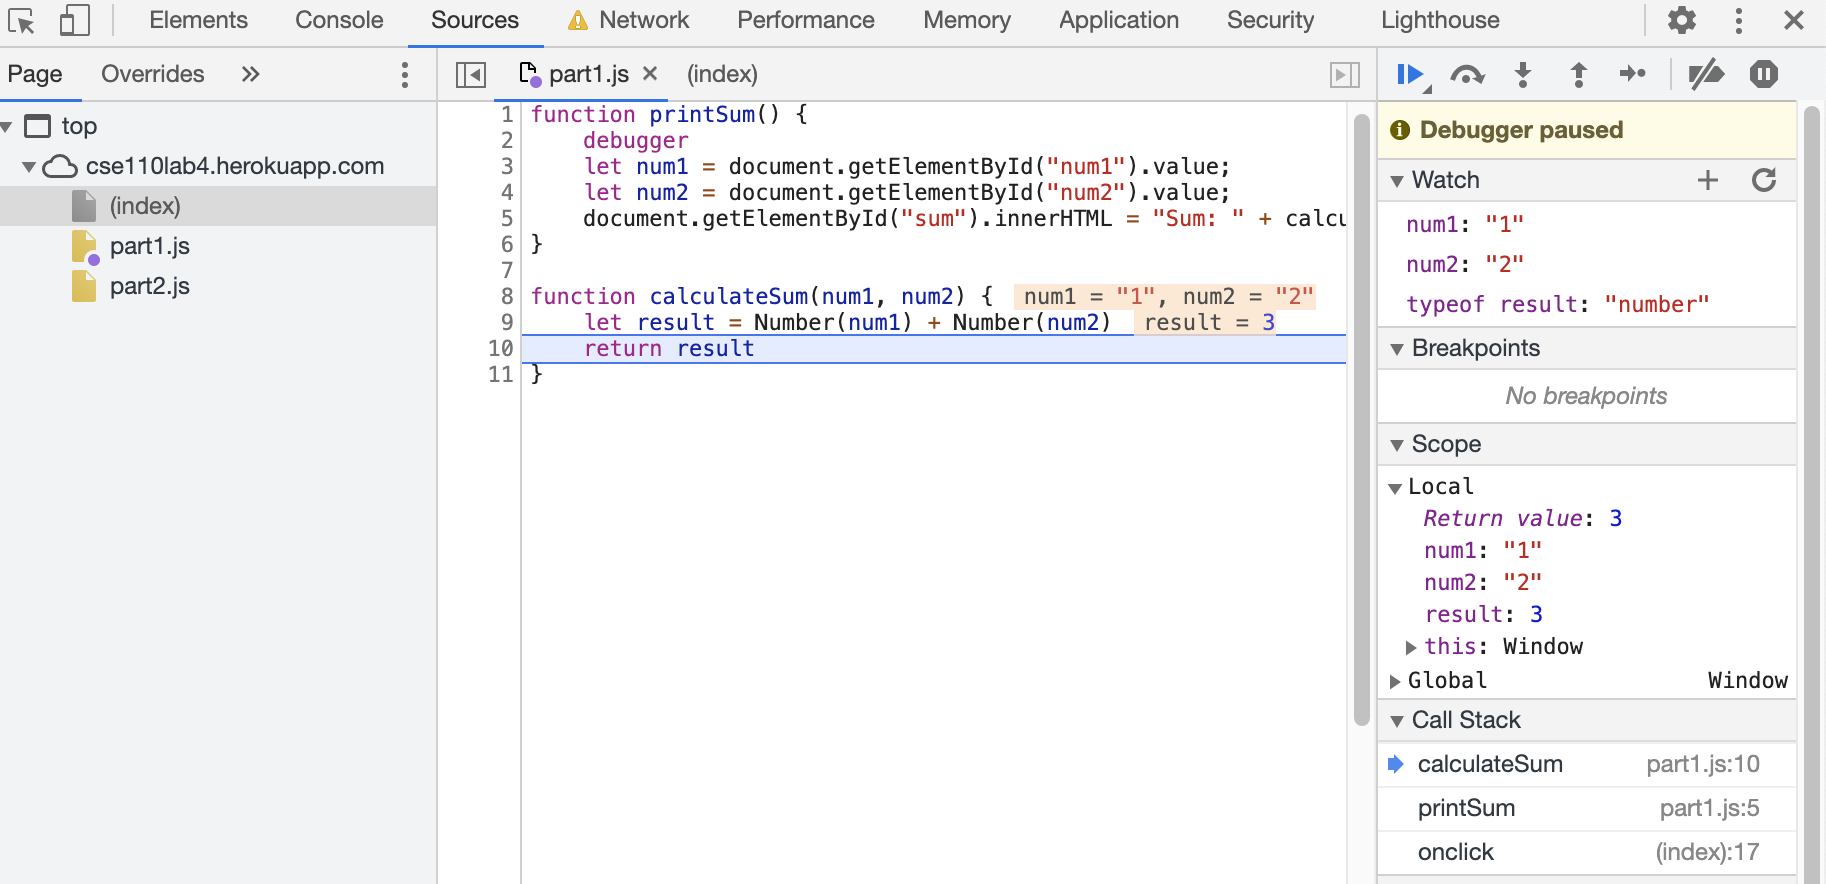 Elements Console Sources Network Performance Memory Application Security Lighthouse
Page Overrides »
top
cse110lab4.herokuapp.com
(index)
part1.js
part2.js
part1.js × (index)
1 function printSum() {
2     debugger
3     let num1 = document.getElementById("num1").value;
4     let num2 = document.getElementById("num2").value;
5     document.getElementById("sum").innerHTML = "Sum: " + calcu
6 }
7
8 function calculateSum(num1, num2) { num1 = "1", num2 = "2"
9     let result = Number(num1) + Number(num2) result = 3
10     return result
11 }
Debugger paused
Watch
num1: "1"
num2: "2"
typeof result: "number"
Breakpoints
No breakpoints
Scope
Local
Return value: 3
num1: "1"
num2: "2"
result: 3
this: Window
Global Window
Call Stack
calculateSum part1.js:10
printSum part1.js:5
onclick (index):17